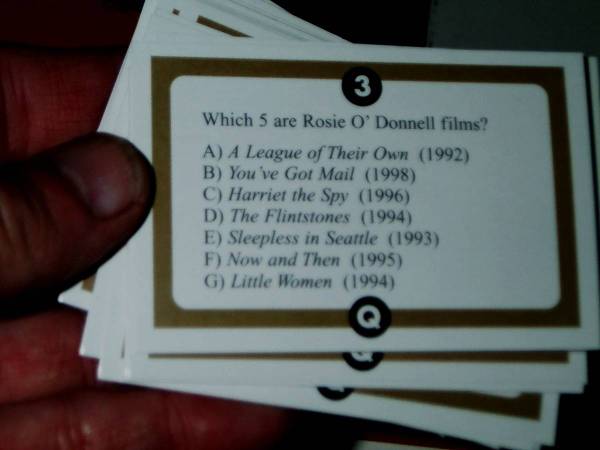 3
Which 5 are Rosie O' Donnell films?
A) A League of Their Own (1992)
B) You've Got Mail (1998)
C) Harriet the Spy (1996)
D) The Flintstones (1994)
E) Sleepless in Seattle (1993)
F) Now and Then (1995)
G) Little Women (1994)
Q